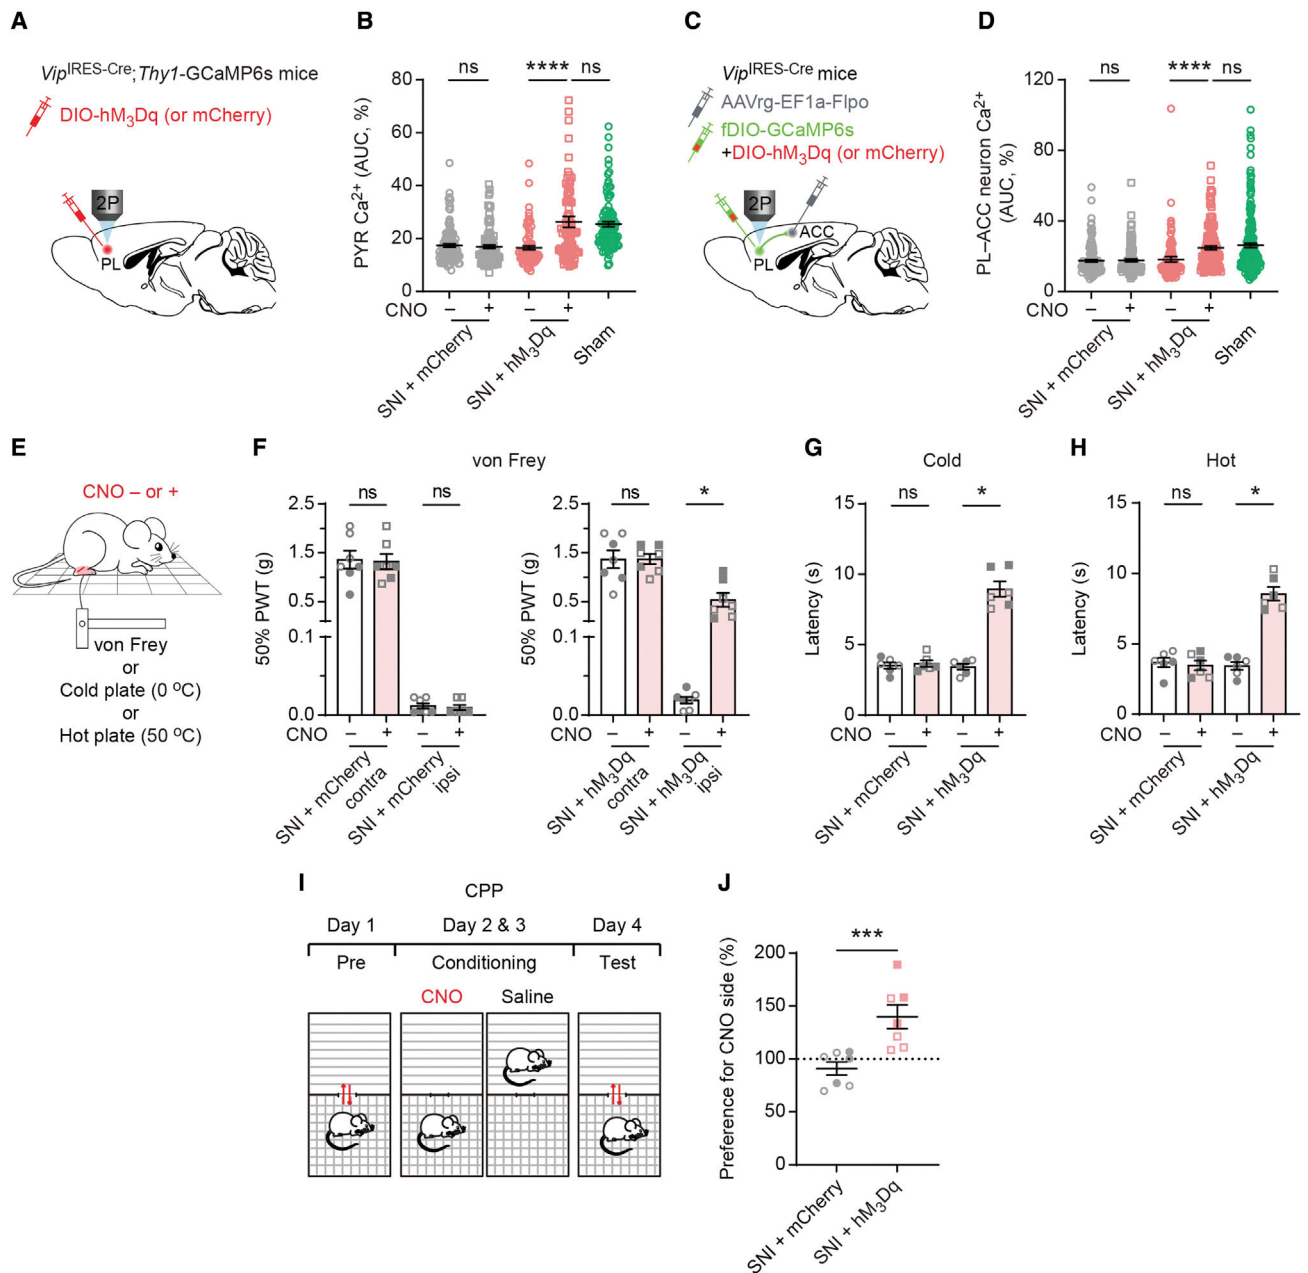 A
Vip^IRES-Cre;Thy1-GCaMP6s mice
DIO-hM₃Dq (or mCherry)
2P
PL
B
ns
****
ns
PYR Ca²⁺ (AUC, %)
80
60
40
20
0
CNO
– + – +
SNI + mCherry
SNI + hM₃Dq
Sham
C
Vip^IRES-Cre mice
AAVrg-EF1a-Flpo
fDIO-GCaMP6s
+DIO-hM₃Dq (or mCherry)
2P
ACC
PL
D
ns
****
ns
PL–ACC neuron Ca²⁺
(AUC, %)
120
80
40
0
CNO
– + – +
SNI + mCherry
SNI + hM₃Dq
Sham
E
CNO – or +
von Frey
or
Cold plate (0 ºC)
or
Hot plate (50 ºC)
F
von Frey
ns
ns
50% PWT (g)
2.5
1.5
0.5
0.1
0.0
CNO
– + – +
SNI + mCherry
contra
SNI + mCherry
ipsi
ns
*
50% PWT (g)
2.5
1.5
0.5
0.1
0.0
CNO
– + – +
SNI + hM₃Dq
contra
SNI + hM₃Dq
ipsi
G
Cold
ns
*
Latency (s)
15
10
5
0
CNO
– + – +
SNI + mCherry
SNI + hM₃Dq
H
Hot
ns
*
Latency (s)
15
10
5
0
CNO
– + – +
SNI + mCherry
SNI + hM₃Dq
I
CPP
Day 1
Day 2 & 3
Day 4
Pre
Conditioning
Test
CNO
Saline
J
***
Preference for CNO side (%)
200
150
100
50
0
SNI + mCherry
SNI + hM₃Dq